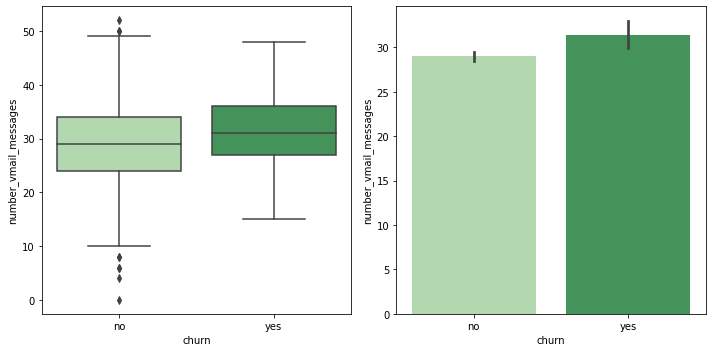 number_vmail_messages
50
40
30
20
10
0
no
yes
churn
number_vmail_messages
30
25
20
15
10
5
0
no
yes
churn